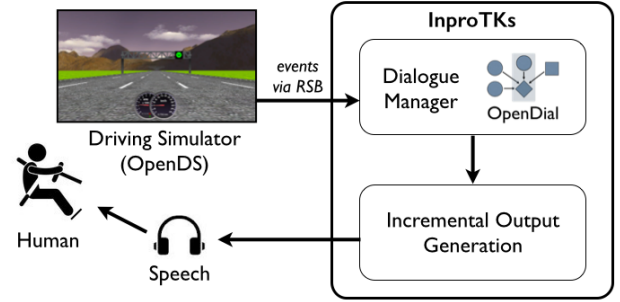 InproTKs
events
via RSB
Dialogue
Manager
OpenDial
Driving Simulator
(OpenDS)
Incremental Output
Generation
Human
Speech